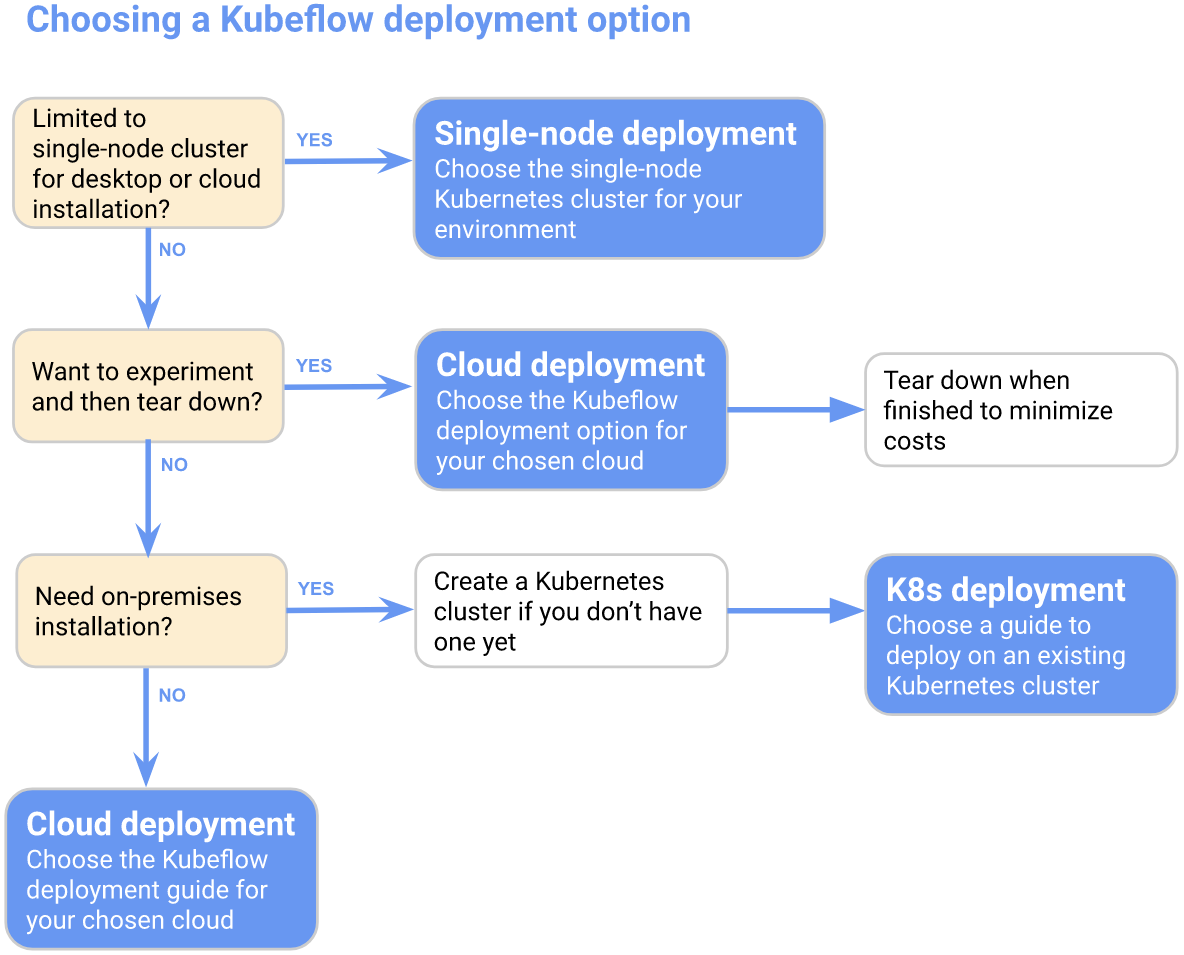 Choosing a Kubeflow deployment option
Limited to
single-node cluster
for desktop or cloud
installation?
YES
Single-node deployment
Choose the single-node
Kubernetes cluster for your
environment
NO
Want to experiment
and then tear down?
YES
Cloud deployment
Choose the Kubeflow
deployment option for
your chosen cloud
Tear down when
finished to minimize
costs
NO
Need on-premises
installation?
YES
Create a Kubernetes
cluster if you don’t have
one yet
K8s deployment
Choose a guide to
deploy on an existing
Kubernetes cluster
NO
Cloud deployment
Choose the Kubeflow
deployment guide for
your chosen cloud